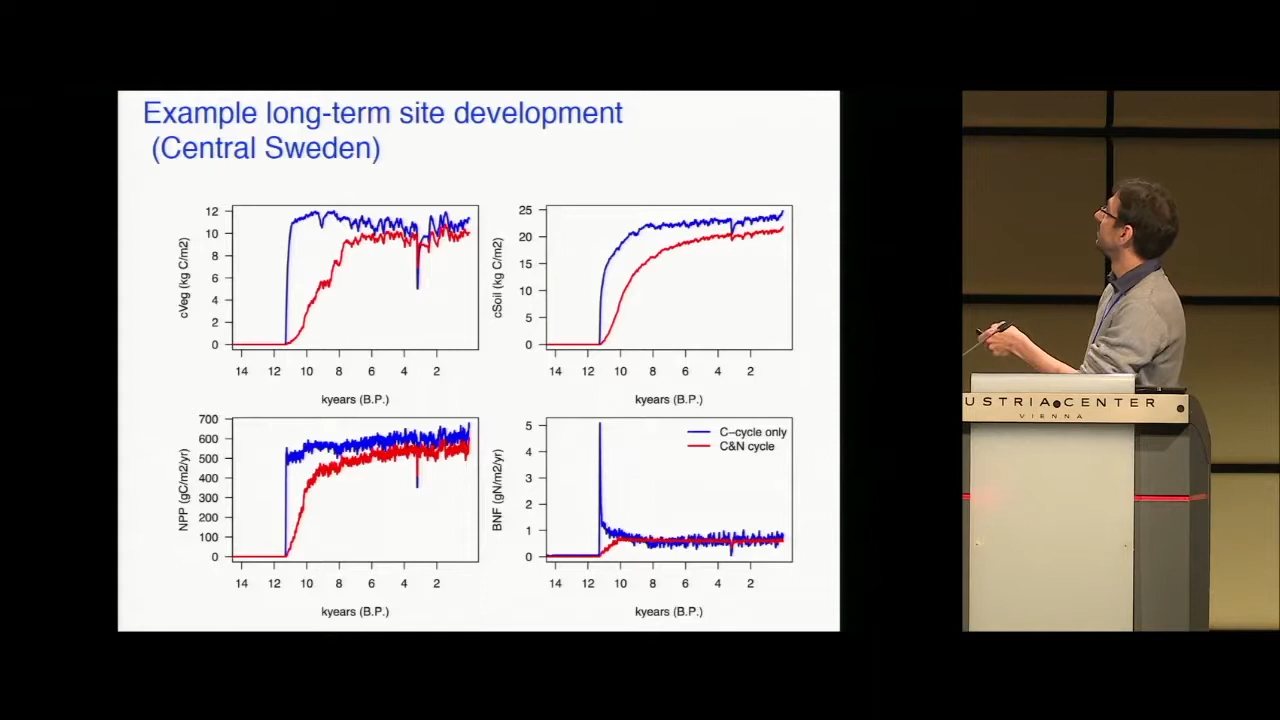 Example long-term site development
(Central Sweden)
cVeg (kg C/m2)
12
10
8
6
4
2
0
14 12 10 8 6 4 2
kyears (B.P.)
cSoil (kg C/m2)
25
20
15
10
5
0
14 12 10 8 6 4 2
kyears (B.P.)
NPP (gC/m2/yr)
700
600
500
400
300
200
100
0
14 12 10 8 6 4 2
kyears (B.P.)
BNF (gN/m2/yr)
5
4
3
2
1
0
C-cycle only
C&N cycle
14 12 10 8 6 4 2
kyears (B.P.)
USTRIA CENTER
VIENNA